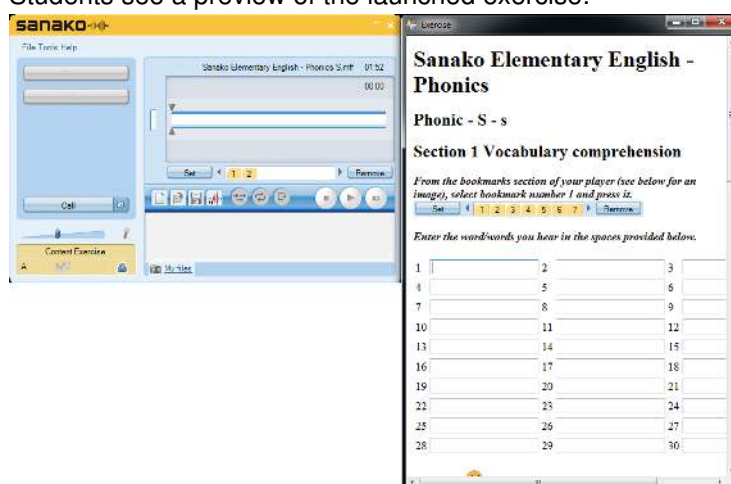 Students see a preview of the launched exercise.
sanako
File Tools Help
Sanako Elementary English - Phonics S.mff 01:52
00:00
Set 1 2 Remove
Call
Content Exercise
A
My files
Exercise
Sanako Elementary English -
Phonics
Phonic - S - s
Section 1 Vocabulary comprehension
From the bookmarks section of your player (see below for an
image), select bookmark number 1 and press it.
Set 1 2 3 4 5 6 7 Remove
Enter the word/words you hear in the spaces provided below.
1 2 3
4 5 6
7 8 9
10 11 12
13 14 15
16 17 18
19 20 21
22 23 24
25 26 27
28 29 30